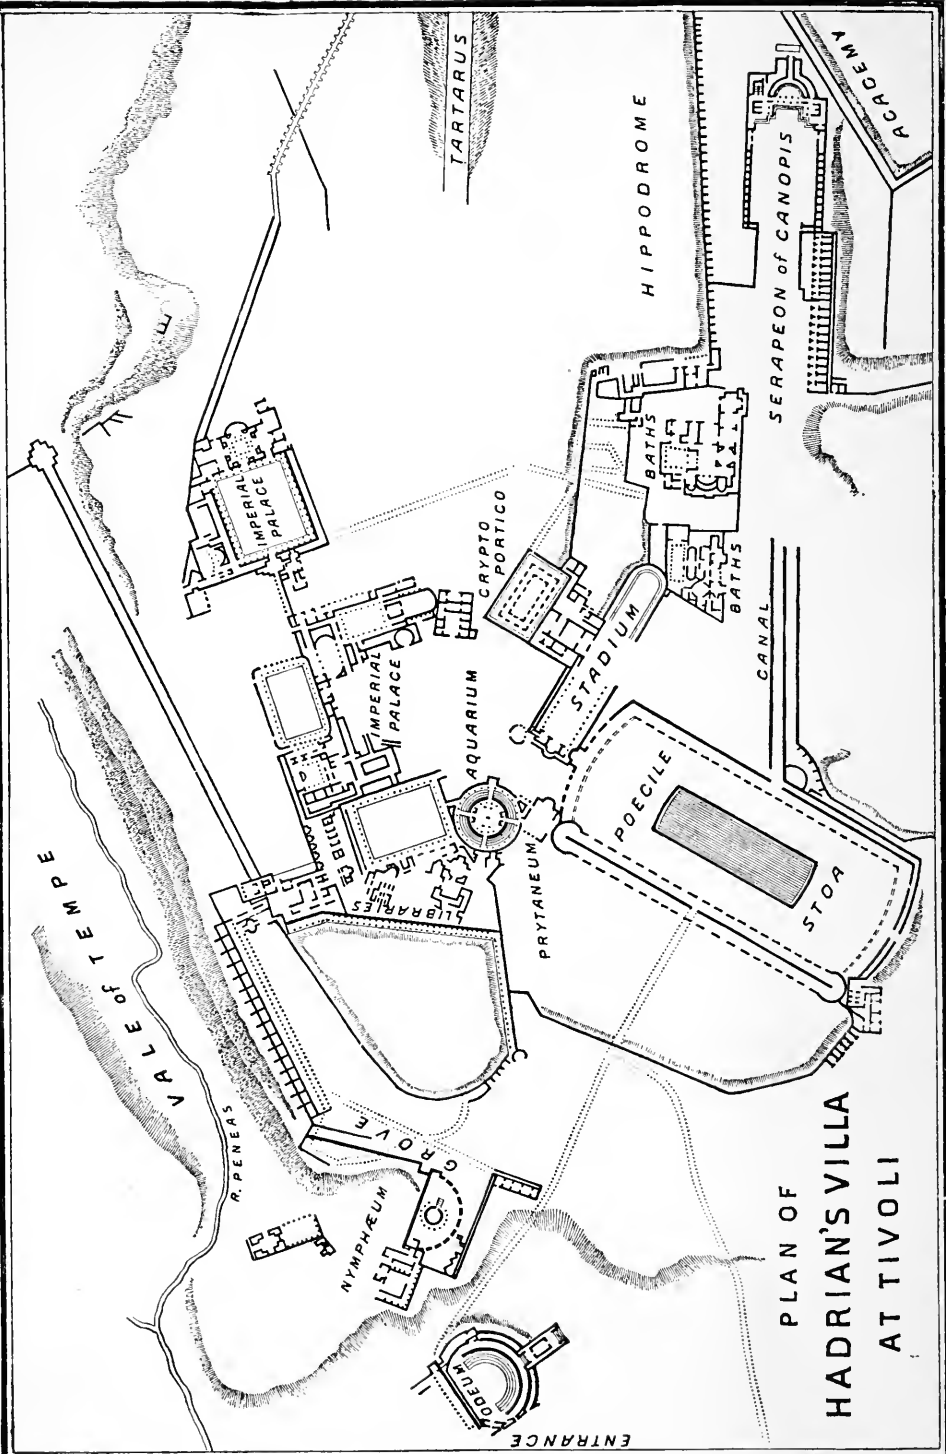 PLAN OF
HADRIAN'S VILLA
AT TIVOLI
ENTRANCE
ODEUM
NYMPHÆUM
GROVE
R. PENEAS
VALE of TEMPE
LIBRARIES
PRYTANEUM
AQUARIUM
POECILE
STOA
STADIUM
CANAL
BATHS
BATHS
CRYPTO
PORTICO
IMPERIAL
PALACE
IMPERIAL
PALACE
HIPPODROME
SERAPEON of CANOPIS
ACADEMY
TARTARUS